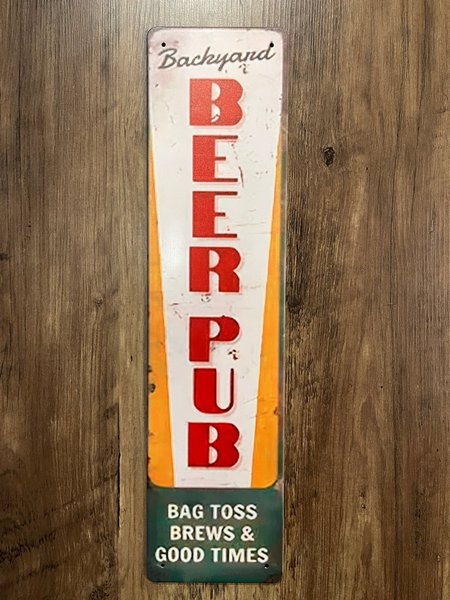 Backyard
BEER PUB
BAG TOSS
BREWS &
GOOD TIMES